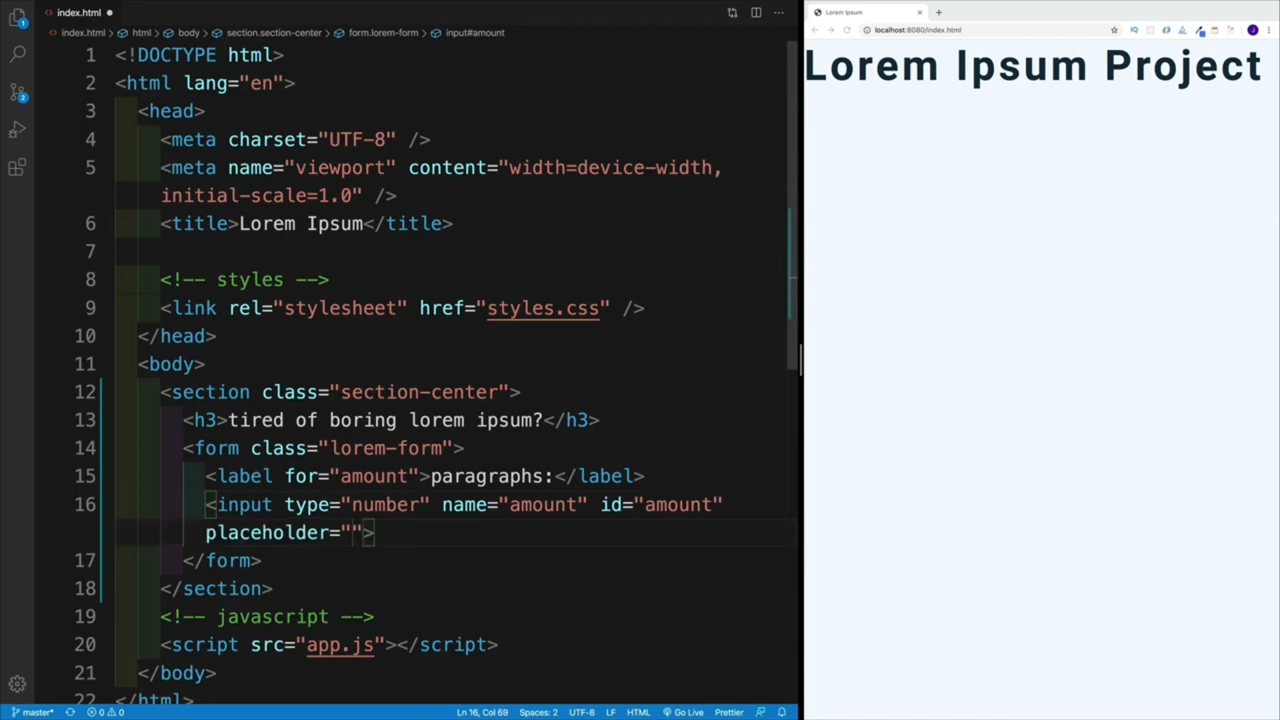 index.html
index.html > html > body > section.section-center > form.lorem-form > input#amount
1 <!DOCTYPE html>
2 <html lang="en">
3 <head>
4 <meta charset="UTF-8" />
5 <meta name="viewport" content="width=device-width,
initial-scale=1.0" />
6 <title>Lorem Ipsum</title>
7
8 <!-- styles -->
9 <link rel="stylesheet" href="styles.css" />
10 </head>
11 <body>
12 <section class="section-center">
13 <h3>tired of boring lorem ipsum?</h3>
14 <form class="lorem-form">
15 <label for="amount">paragraphs:</label>
16 <input type="number" name="amount" id="amount"
placeholder="">
17 </form>
18 </section>
19 <!-- javascript -->
20 <script src="app.js"></script>
21 </body>
22 </html>
1
2
master* 0 0 Ln 16, Col 69 Spaces: 2 UTF-8 LF HTML Go Live Prettier
Lorem Ipsum
localhost:8080/index.html
J
Lorem Ipsum Project